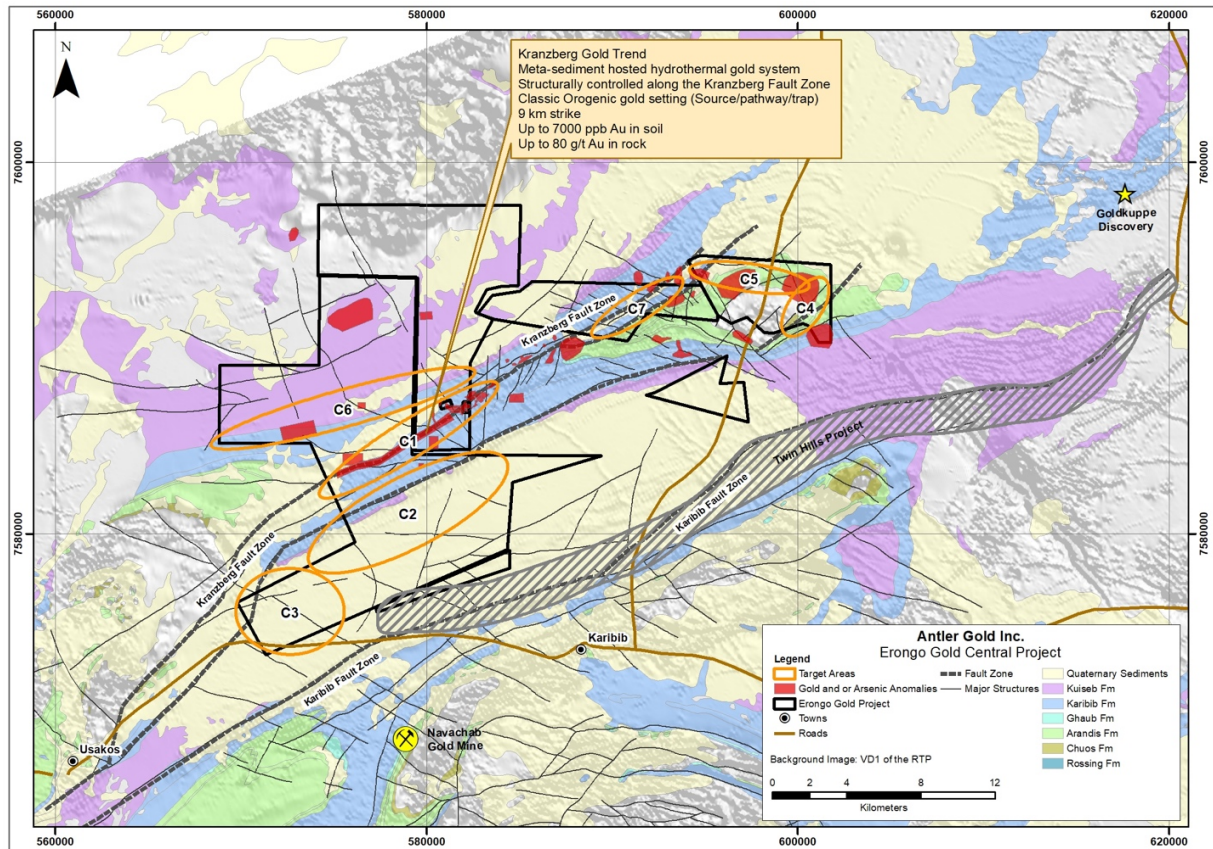 560000
580000
600000
620000
N
Kranzberg Gold Trend
Meta-sediment hosted hydrothermal gold system
Structurally controlled along the Kranzberg Fault Zone
Classic Orogenic gold setting (Source/pathway/trap)
9 km strike
Up to 7000 ppb Au in soil
Up to 80 g/t Au in rock
7600000
7600000
Goldkuppe
Discovery
C5
C4
C7
Kranzberg Fault Zone
C6
C1
Twin Hills Project
C2
Karibib Fault Zone
7580000
7580000
Kranzberg Fault Zone
C3
Karibib
Karibib Fault Zone
Navachab
Gold Mine
Usakos
Antler Gold Inc.
Erongo Gold Central Project
Legend
Target Areas
Gold and or Arsenic Anomalies
Erongo Gold Project
Towns
Roads
Fault Zone
Major Structures
Quaternary Sediments
Kuiseb Fm
Karibib Fm
Ghaub Fm
Arandis Fm
Chuos Fm
Rossing Fm
Background Image: VD1 of the RTP
0 2 4 8 12
Kilometers
560000
580000
600000
620000